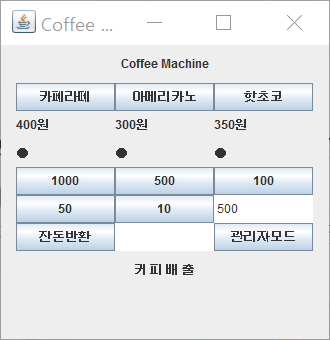 Coffee ...
Coffee Machine
카페라떼 아메리카노 핫초코
400원 300원 350원
1000 500 100
50 10 500
잔돈반환 관리자모드
커 피 배 출